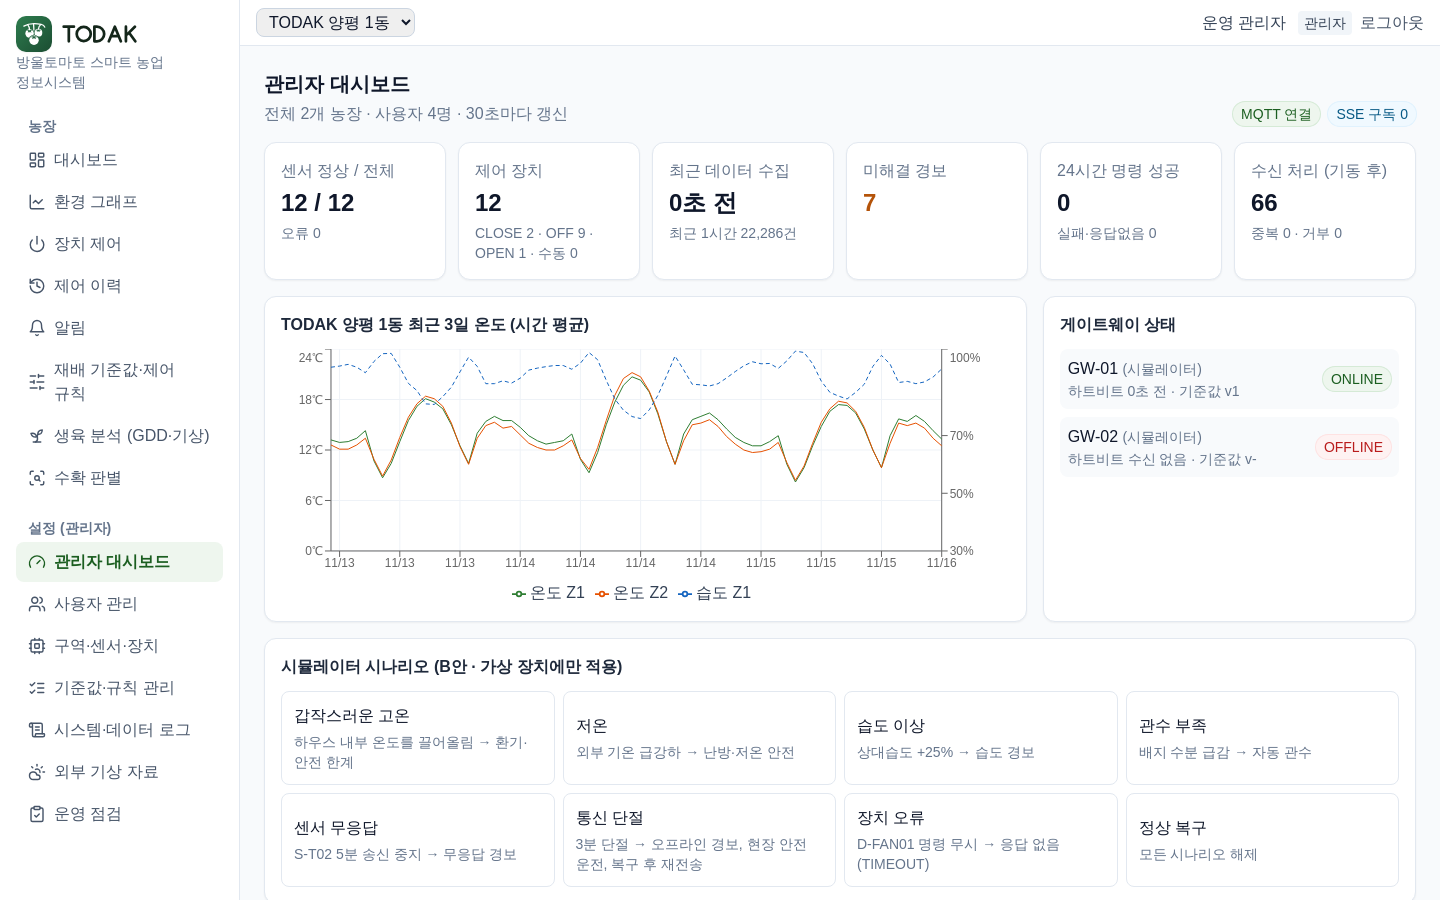 TODAK
방울토마토 스마트 농업
정보시스템
농장
대시보드
환경 그래프
장치 제어
제어 이력
알림
재배 기준값·제어
규칙
생육 분석 (GDD·기상)
수확 판별
설정 (관리자)
관리자 대시보드
사용자 관리
구역·센서·장치
기준값·규칙 관리
시스템·데이터 로그
외부 기상 자료
운영 점검
TODAK 양평 1동
운영 관리자 관리자 로그아웃
관리자 대시보드
전체 2개 농장 · 사용자 4명 · 30초마다 갱신
MQTT 연결 SSE 구독 0
센서 정상 / 전체
12 / 12
오류 0
제어 장치
12
CLOSE 2 · OFF 9 ·
OPEN 1 · 수동 0
최근 데이터 수집
0초 전
최근 1시간 22,286건
미해결 경보
7
24시간 명령 성공
0
실패·응답없음 0
수신 처리 (기동 후)
66
중복 0 · 거부 0
TODAK 양평 1동 최근 3일 온도 (시간 평균)
24℃
18℃
12℃
6℃
0℃
100%
70%
50%
30%
11/13 11/13 11/13 11/14 11/14 11/14 11/14 11/15 11/15 11/15 11/16
온도 Z1 온도 Z2 습도 Z1
게이트웨이 상태
GW-01 (시뮬레이터)
하트비트 0초 전 · 기준값 v1
ONLINE
GW-02 (시뮬레이터)
하트비트 수신 없음 · 기준값 v-
OFFLINE
시뮬레이터 시나리오 (B안 · 가상 장치에만 적용)
갑작스러운 고온
하우스 내부 온도를 끌어올림 → 환기·
안전 한계
저온
외부 기온 급강하 → 난방·저온 안전
습도 이상
상대습도 +25% → 습도 경보
관수 부족
배지 수분 급감 → 자동 관수
센서 무응답
S-T02 5분 송신 중지 → 무응답 경보
통신 단절
3분 단절 → 오프라인 경보, 현장 안전
운전, 복구 후 재전송
장치 오류
D-FAN01 명령 무시 → 응답 없음
(TIMEOUT)
정상 복구
모든 시나리오 해제